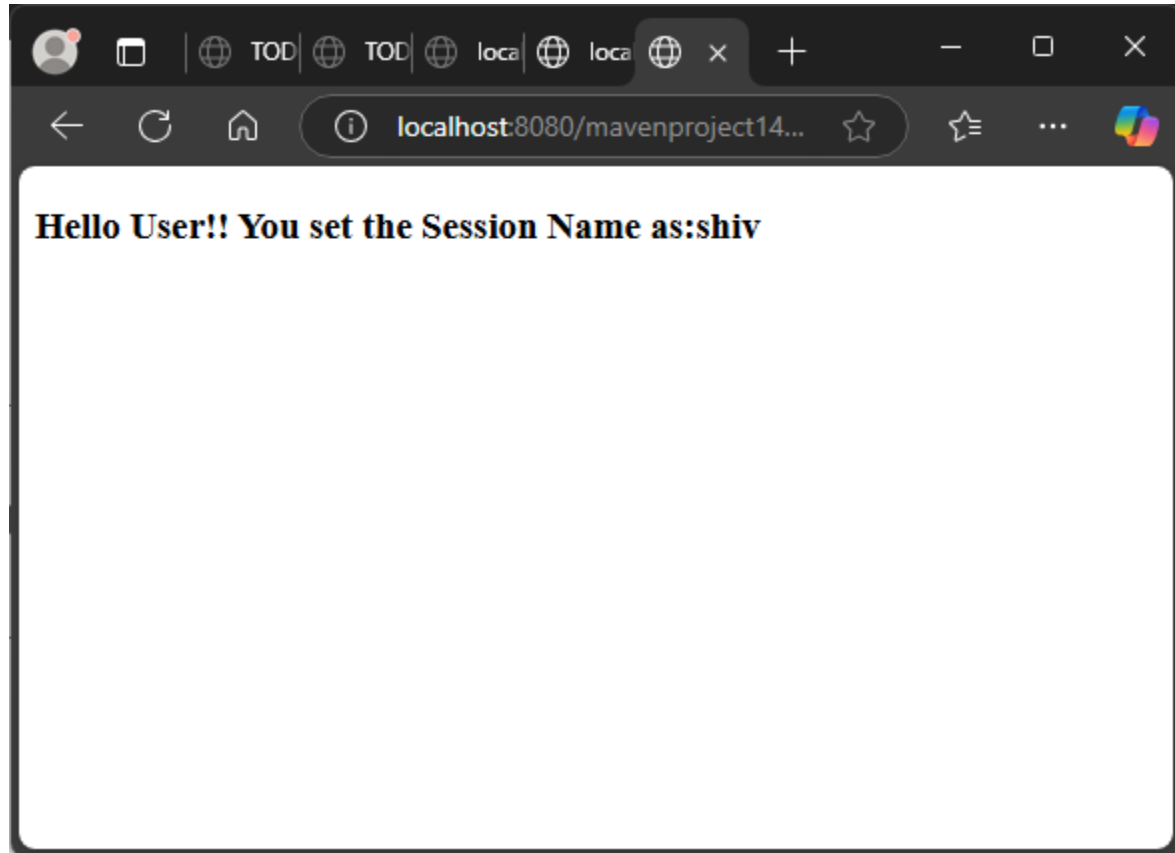 TOD
TOD
loca
loca
localhost:8080/mavenproject14...
Hello User!! You set the Session Name as:shiv